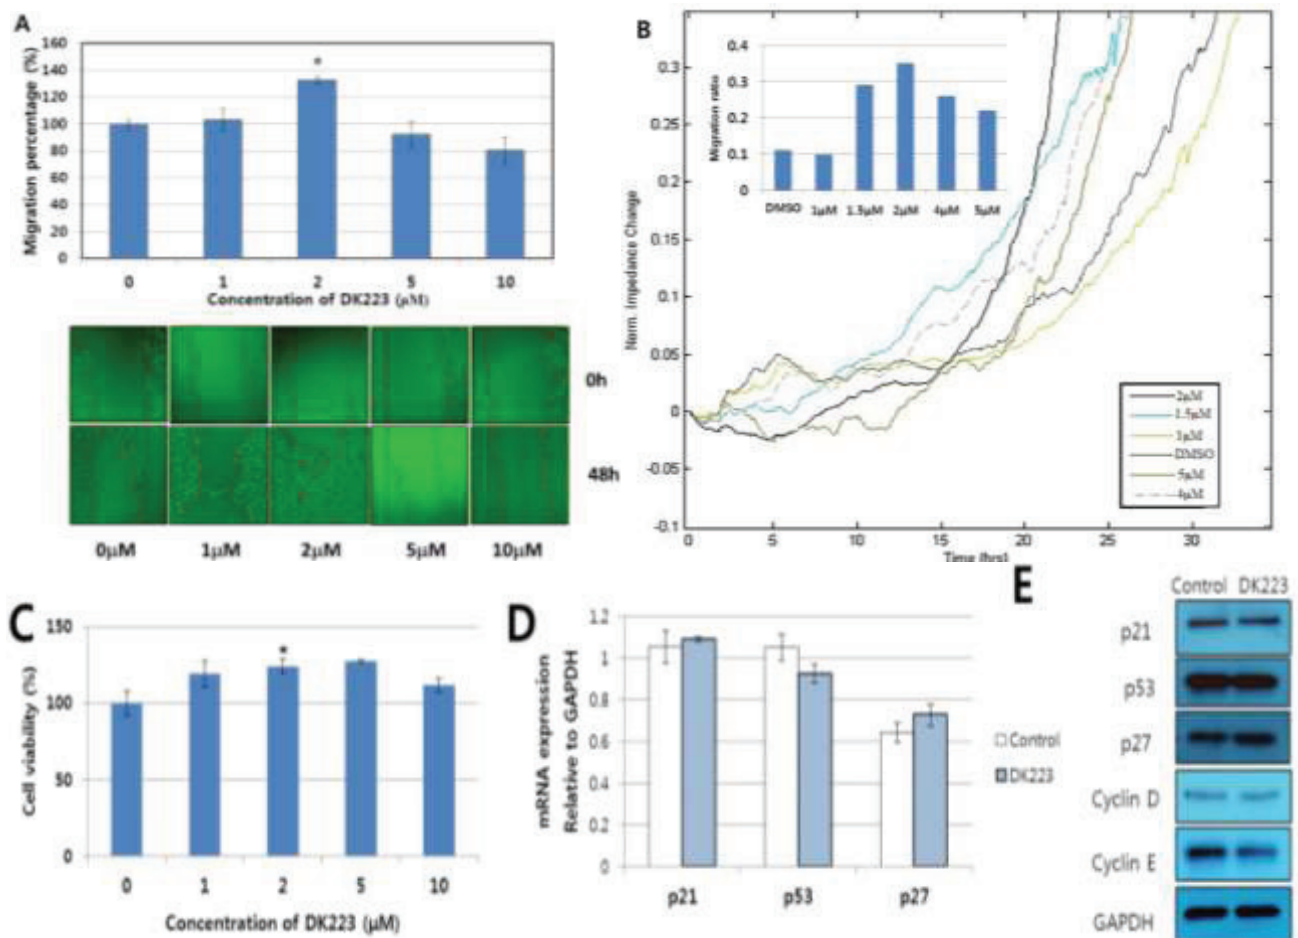 A
Migration percentage (%)
160
140
120
100
80
60
40
20
0
*
0 1 2 5 10
Concentration of DK223 (μM)
0h
48h
0μM 1μM 2μM 5μM 10μM
B
Norm. Impedance Change
0.3
0.25
0.2
0.15
0.1
0.05
0
-0.05
-0.1
0 5 10 15 20 25 30
Time (hrs)
Migration ratio
0.4
0.3
0.2
0.1
0
DMSO 1μM 1.5μM 2μM 4μM 5μM
2μM
1.5μM
1μM
DMSO
5μM
4μM
C
Cell viability (%)
150
100
50
0
*
0 1 2 5 10
Concentration of DK223 (μM)
D
mRNA expression
Relative to GAPDH
1.2
1
0.8
0.6
0.4
0.2
0
p21 p53 p27
Control
DK223
E
Control DK223
p21
p53
p27
Cyclin D
Cyclin E
GAPDH